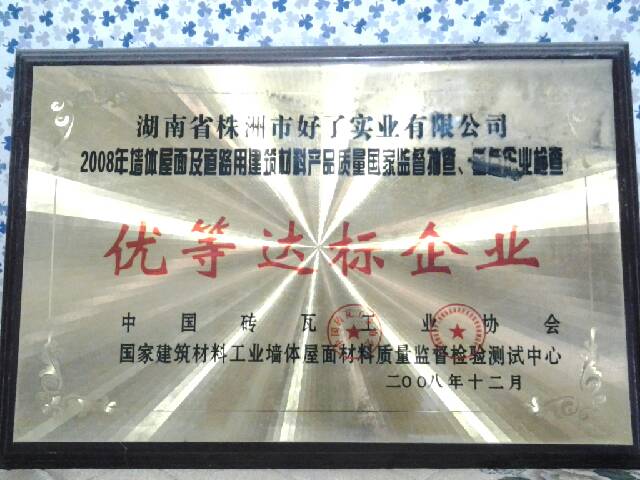 湖南省株洲市好了实业有限公司
2008年墙体屋面及道路用建筑材料产品质量国家监督抽查、企业检查
优等达标企业
中国砖瓦工业协会
国家建筑材料工业墙体屋面材料质量监督检验测试中心
二〇〇八年十二月